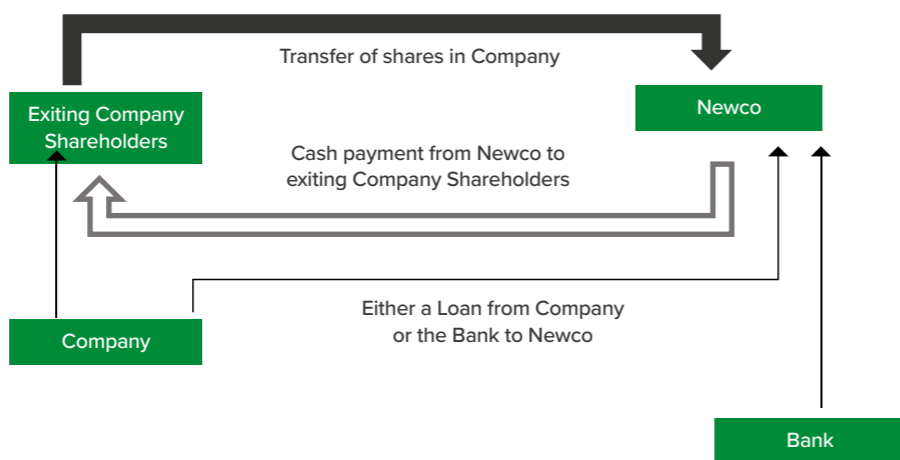 Transfer of shares in Company
Exiting Company
Shareholders
Newco
Cash payment from Newco to
exiting Company Shareholders
Either a Loan from Company
or the Bank to Newco
Company
Bank